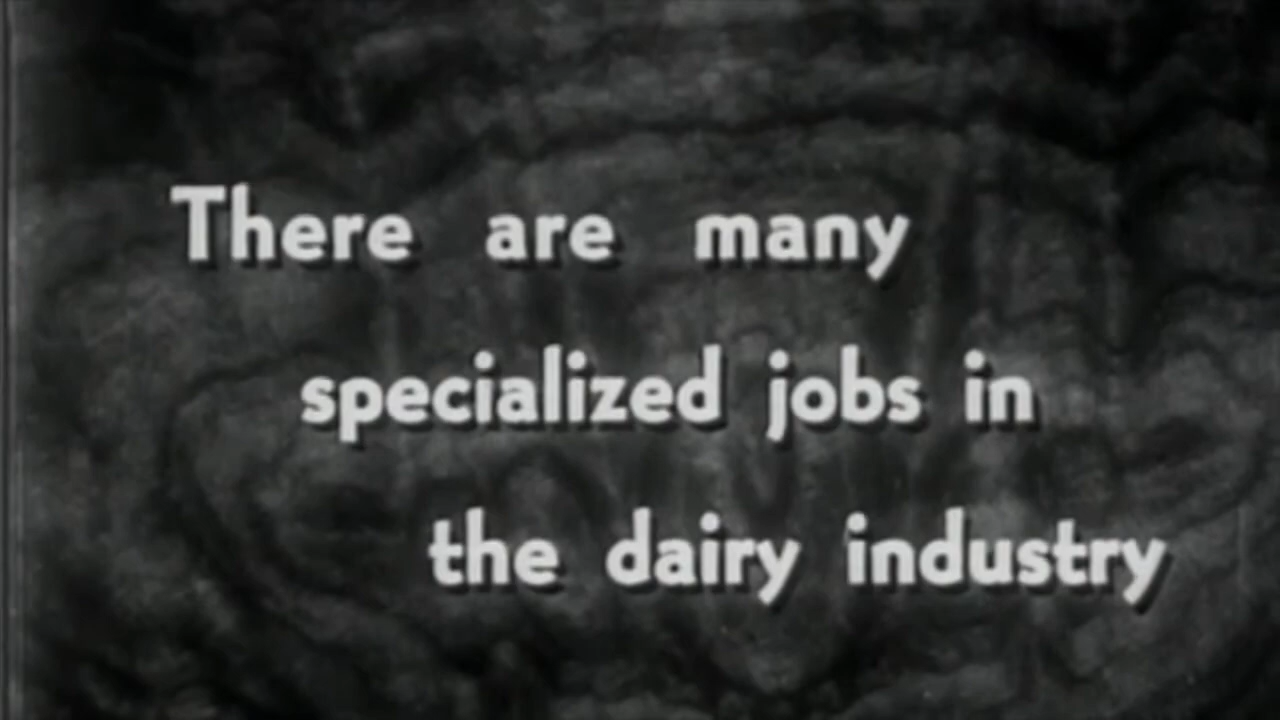 There are many
specialized jobs in
the dairy industry